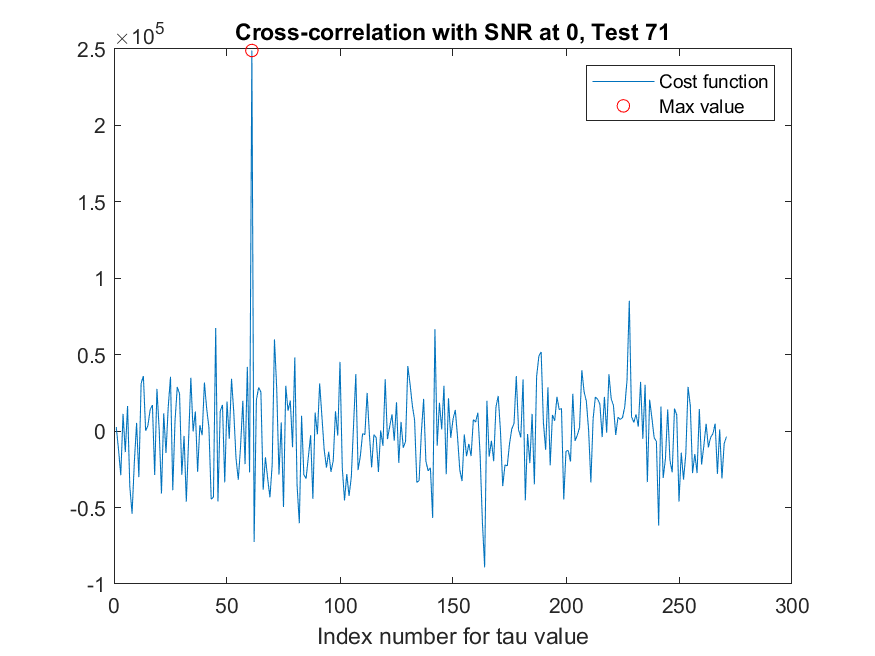 Cross-correlation with SNR at 0, Test 71
×10^5
2.5
2
1.5
1
0.5
0
-0.5
-1
0 50 100 150 200 250 300
Index number for tau value
Cost function
Max value